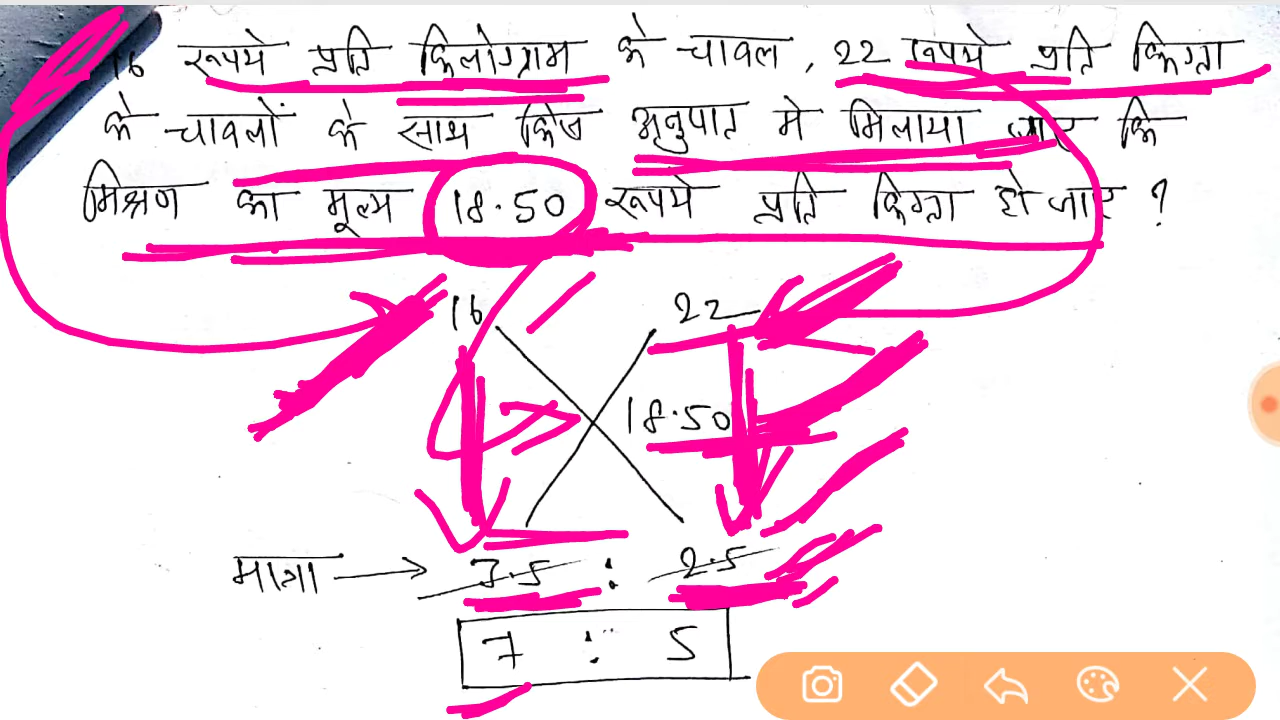 16 रूपये प्रति किलोग्राम के चावल, 22 रूपये प्रति किग्रा
के चावलों के साथ किस अनुपात मे मिलाया जाए कि
मिश्रण का मूल्य 18.50 रूपये प्रति किग्रा हो जाए ?
16 22
18.50
मात्रा → 3.5 : 2.5
7 : 5